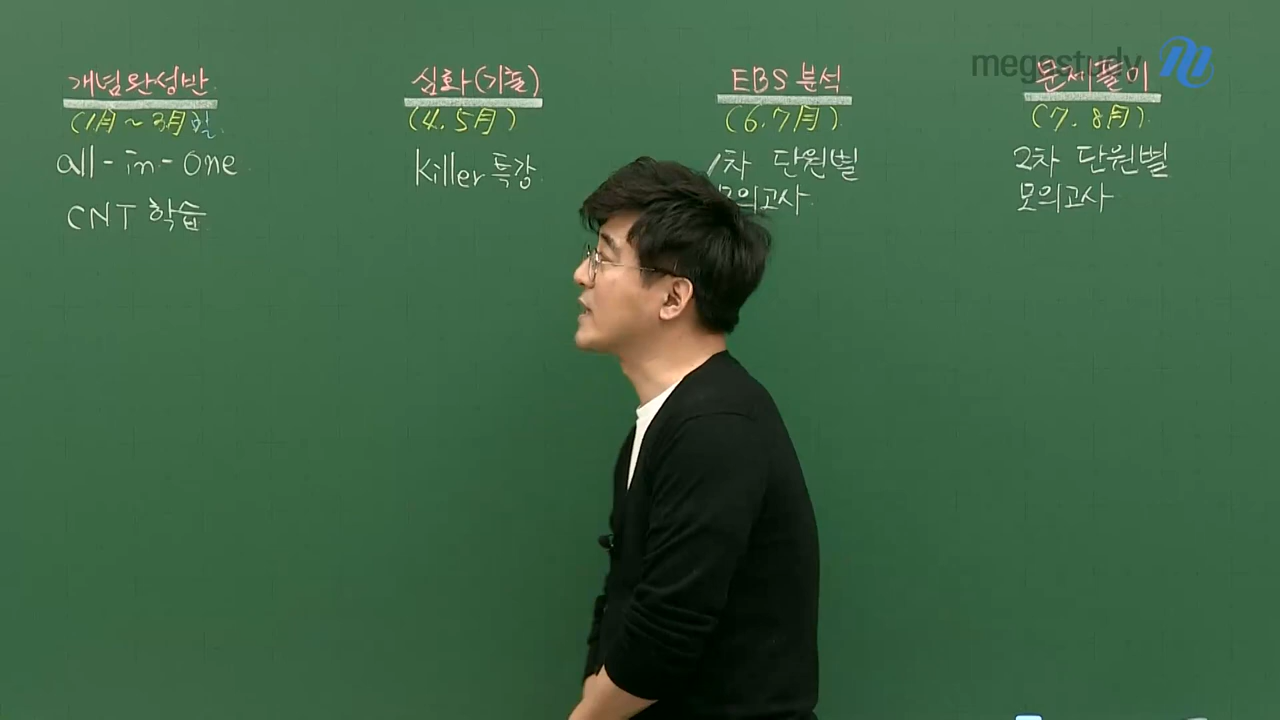 개념완성반
(1月~3月초
all-in-one
CNT 학습
심화(기출)
(4.5月)
killer 특강
EBS 분석
(6.7月)
1차 단원별
모의고사
megastudy
문제풀이
(7.8月)
2차 단원별
모의고사